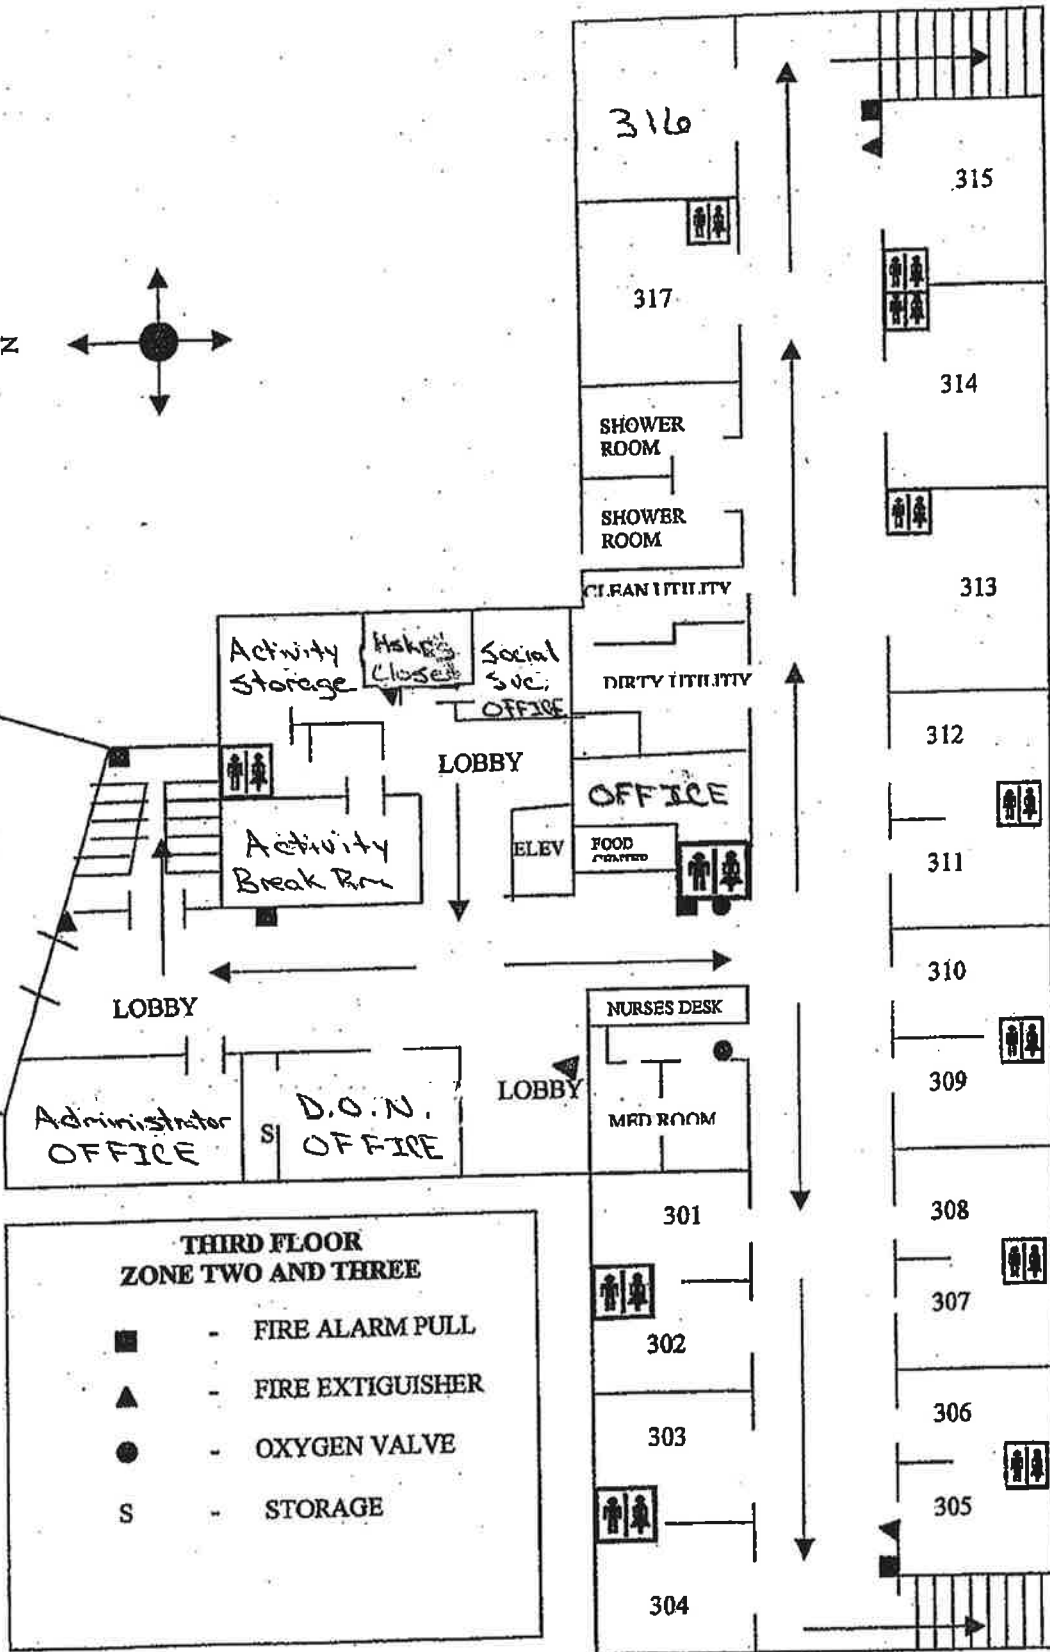 316
315
317
N
314
SHOWER
ROOM
SHOWER
ROOM
313
CLEAN UTILITY
Activity
Storage
Closet
Social
Svc.
OFFICE
DIRTY UTILITY
312
LOBBY
OFFICE
311
Activity
Break Rm
ELEV
FOOD
CENTER
310
LOBBY
NURSES DESK
309
LOBBY
Administrator
OFFICE
S
D.O.N.
OFFICE
MED ROOM
301
308
302
307
THIRD FLOOR
ZONE TWO AND THREE
- FIRE ALARM PULL
- FIRE EXTIGUISHER
- OXYGEN VALVE
S - STORAGE
303
306
305
304